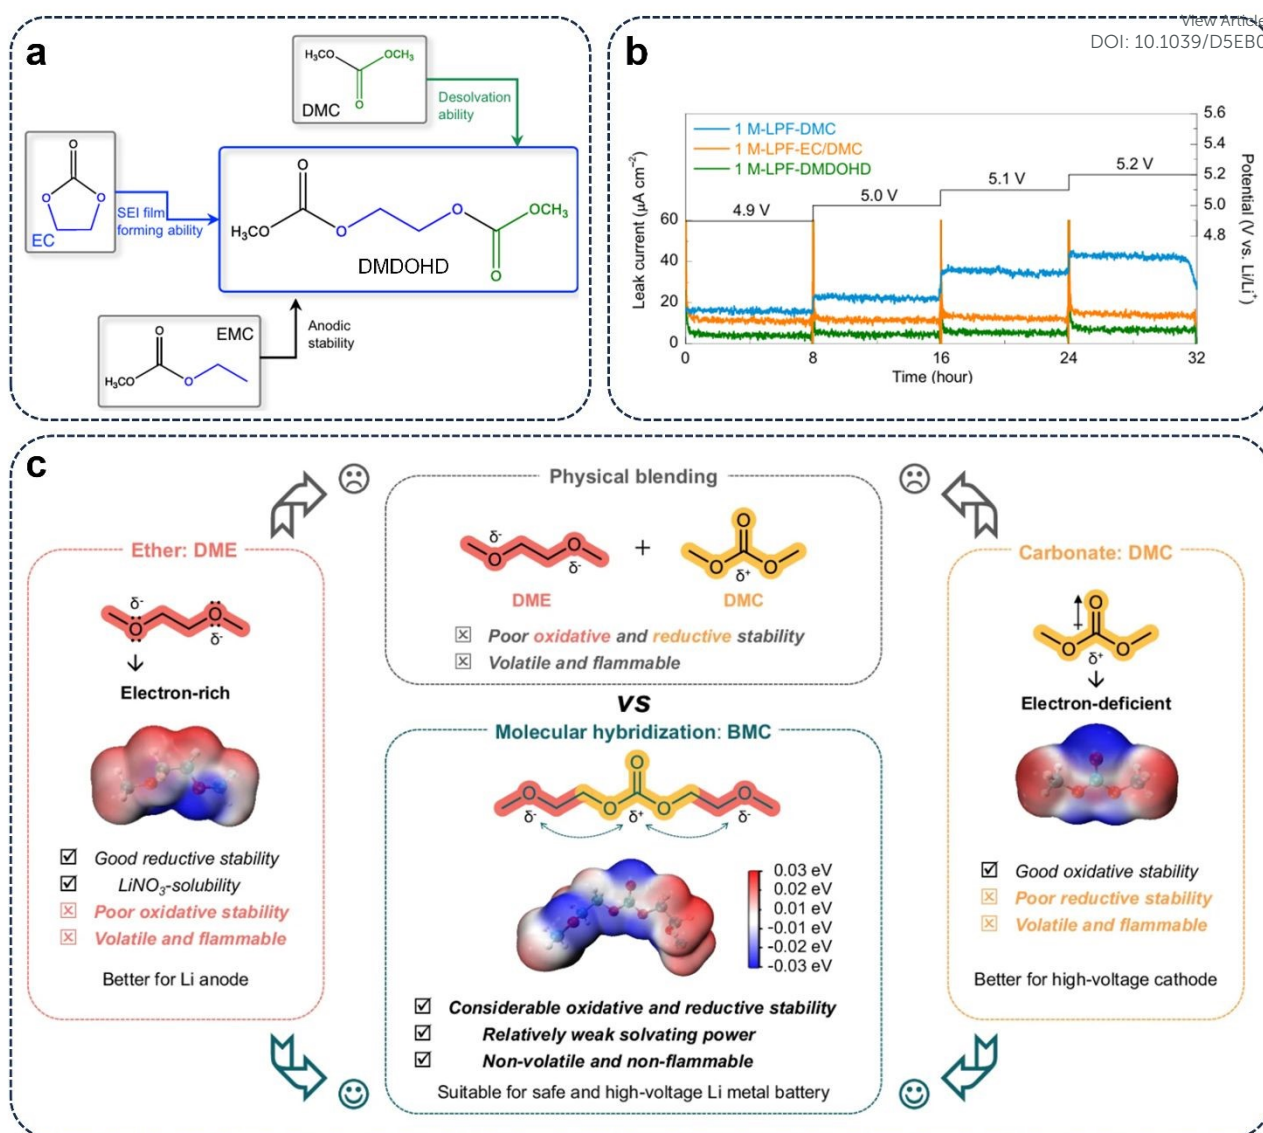 View Article
DOI: 10.1039/D5EB0
a
H₃CO
OCH₃
O
DMC
Desolvation
ability
O
O
O
EC
SEI film
forming ability
O
O
OCH₃
H₃CO
O
O
DMDOHD
EMC
O
H₃CO
O
Anodic
stability
b
1 M-LPF-DMC
1 M-LPF-EC/DMC
1 M-LPF-DMDOHD
4.9 V
5.0 V
5.1 V
5.2 V
Leak current (µA cm⁻²)
60
40
20
0
0
8
16
24
32
Time (hour)
5.6
5.4
5.2
5.0
4.8
Potential (V vs. Li/Li⁺)
c
Ether: DME
δ⁻
O
O
δ⁻
Electron-rich
Good reductive stability
LiNO₃-solubility
Poor oxidative stability
Volatile and flammable
Better for Li anode
Physical blending
δ⁻
O
O
δ⁻
+
O
O
O
δ⁺
DME
DMC
Poor oxidative and reductive stability
Volatile and flammable
VS
Molecular hybridization: BMC
O
O
O
O
O
δ⁻
δ⁺
δ⁻
0.03 eV
0.02 eV
0.01 eV
-0.01 eV
-0.02 eV
-0.03 eV
Considerable oxidative and reductive stability
Relatively weak solvating power
Non-volatile and non-flammable
Suitable for safe and high-voltage Li metal battery
Carbonate: DMC
O
O
O
δ⁺
Electron-deficient
Good oxidative stability
Poor reductive stability
Volatile and flammable
Better for high-voltage cathode